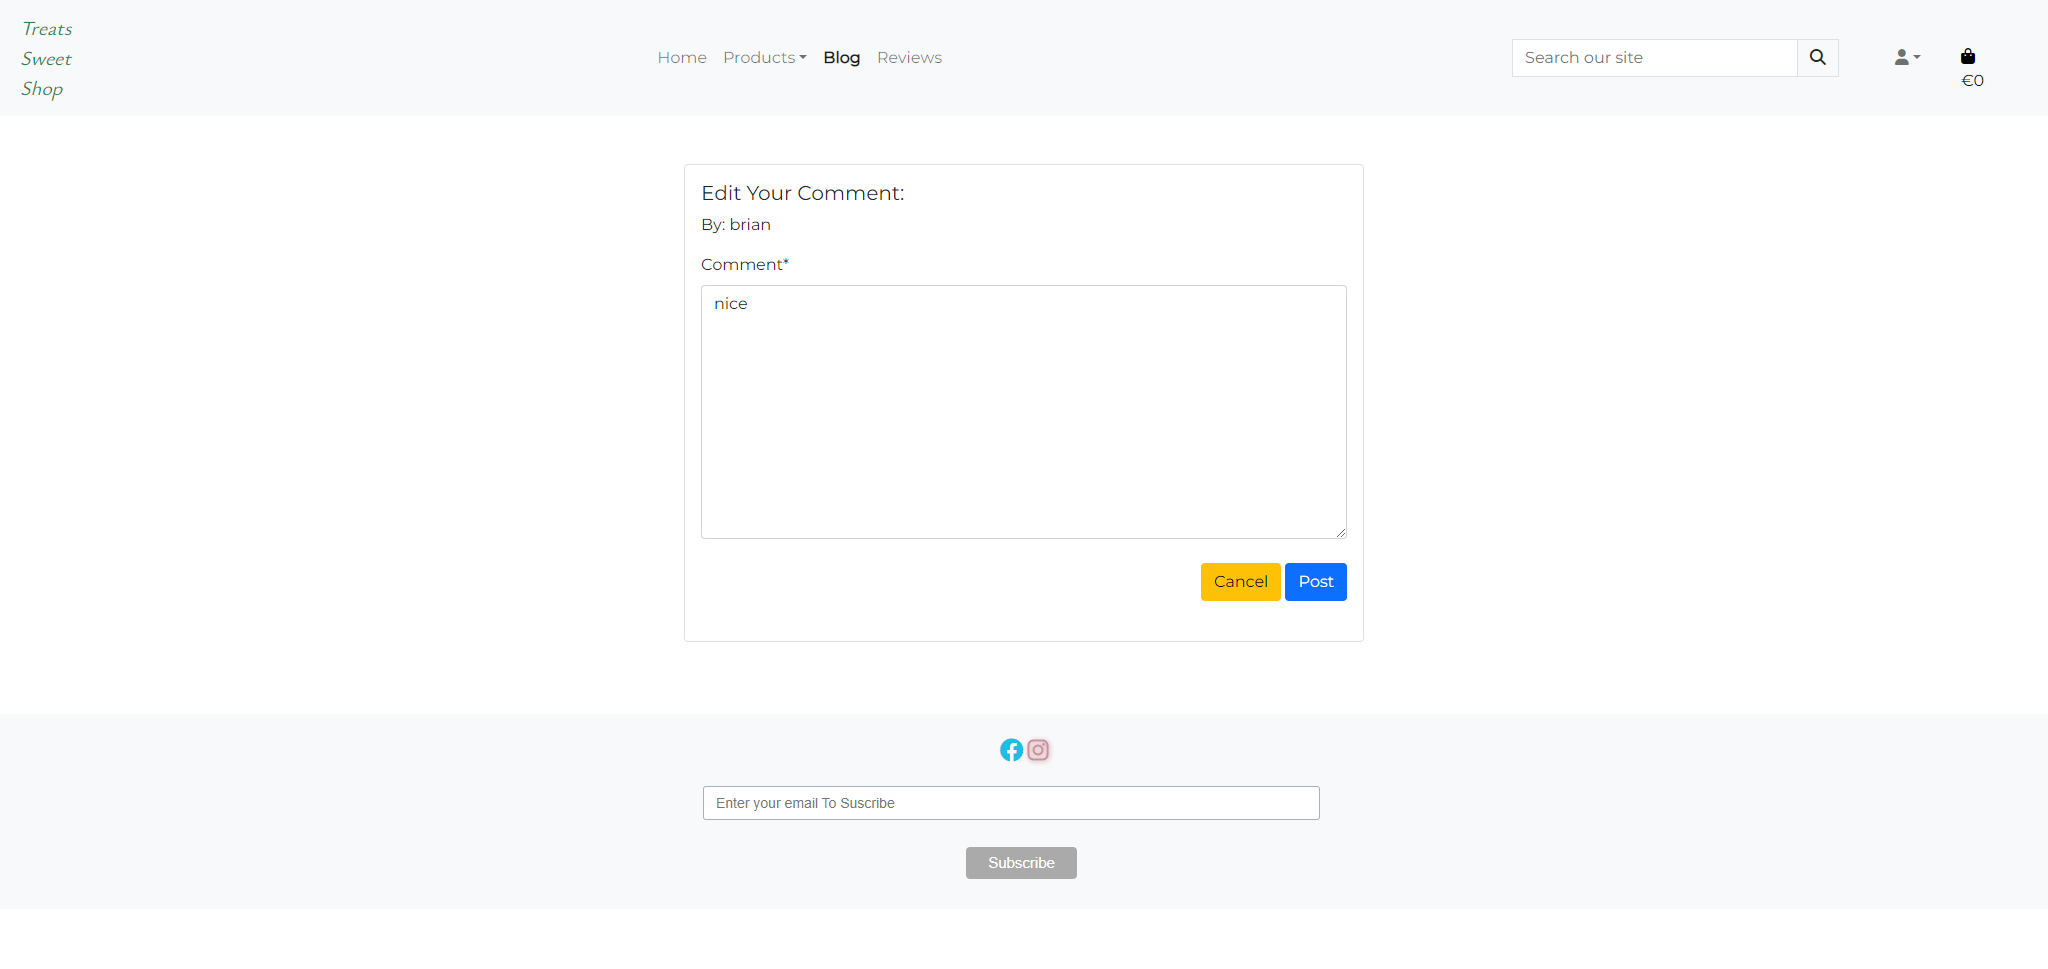 Treats
Sweet
Shop
Home Products Blog Reviews
Search our site
€0
Edit Your Comment:
By: brian
Comment*
nice
Cancel Post
Enter your email To Suscribe
Subscribe